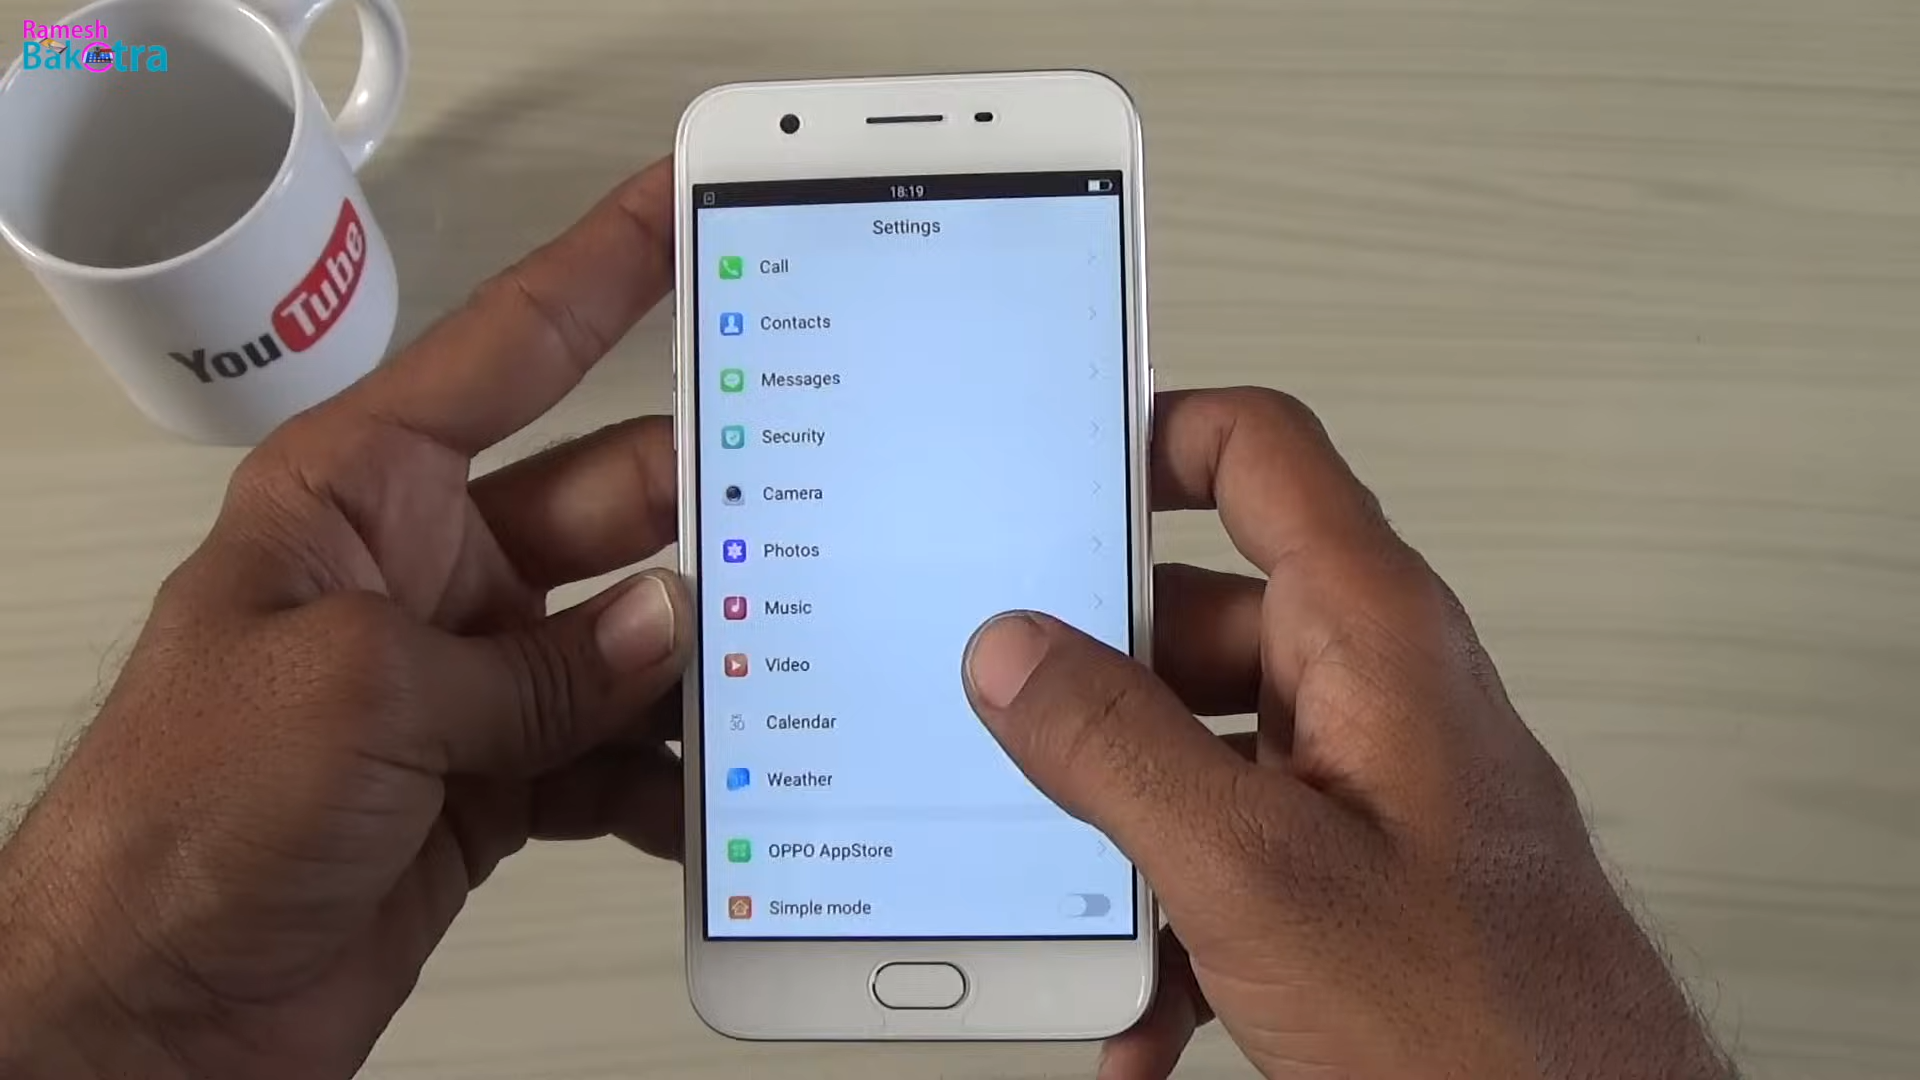 Ramesh
Bakotra
YouTube
18:19
Settings
Call
Contacts
Messages
Security
Camera
Photos
Music
Video
30
Calendar
Weather
OPPO AppStore
Simple mode